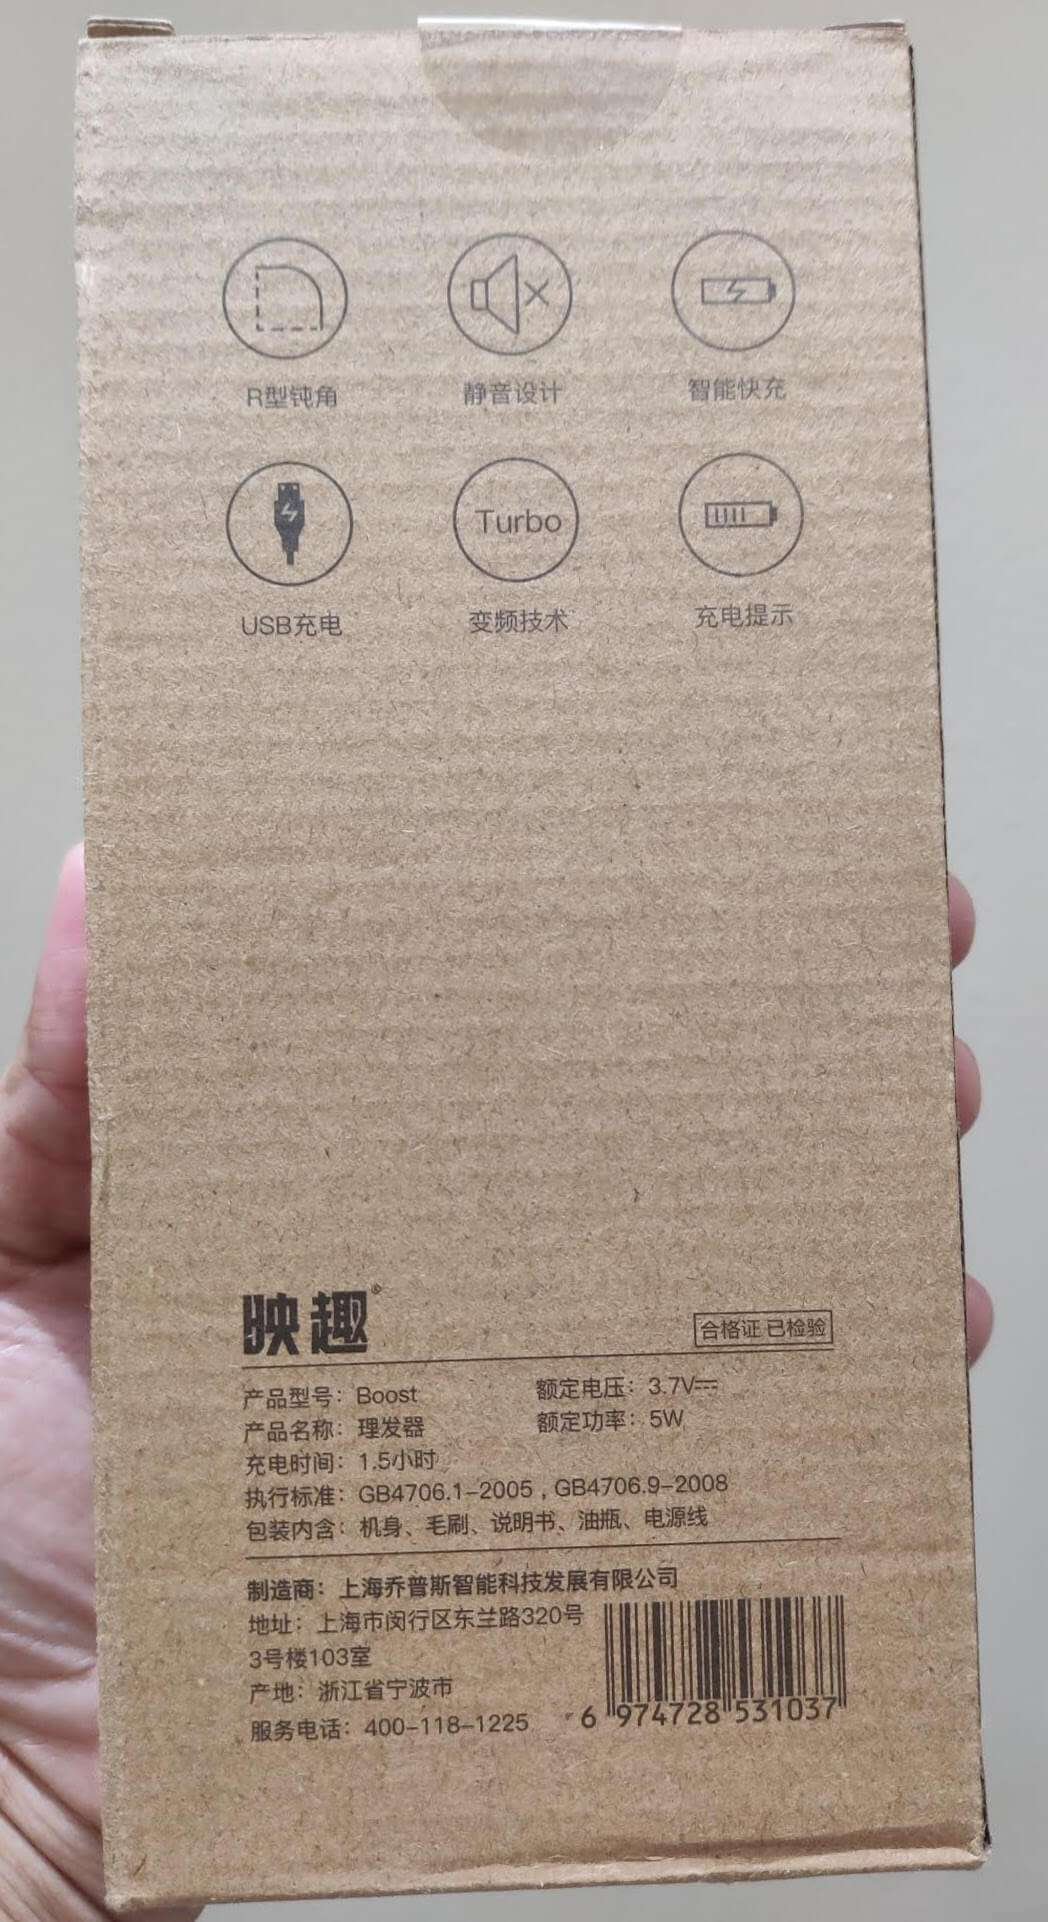 R型钝角 静音设计 智能快充
Turbo
USB充电 变频技术 充电提示
映趣®
合格证 已检验
产品型号：Boost 额定电压：3.7V⎓
产品名称：理发器 额定功率：5W
充电时间：1.5小时
执行标准：GB4706.1-2005，GB4706.9-2008
包装内含：机身、毛刷、说明书、油瓶、电源线
制造商：上海乔普斯智能科技发展有限公司
地址：上海市闵行区东兰路320号
3号楼103室
产地：浙江省宁波市
服务电话：400-118-1225
6 974728 531037